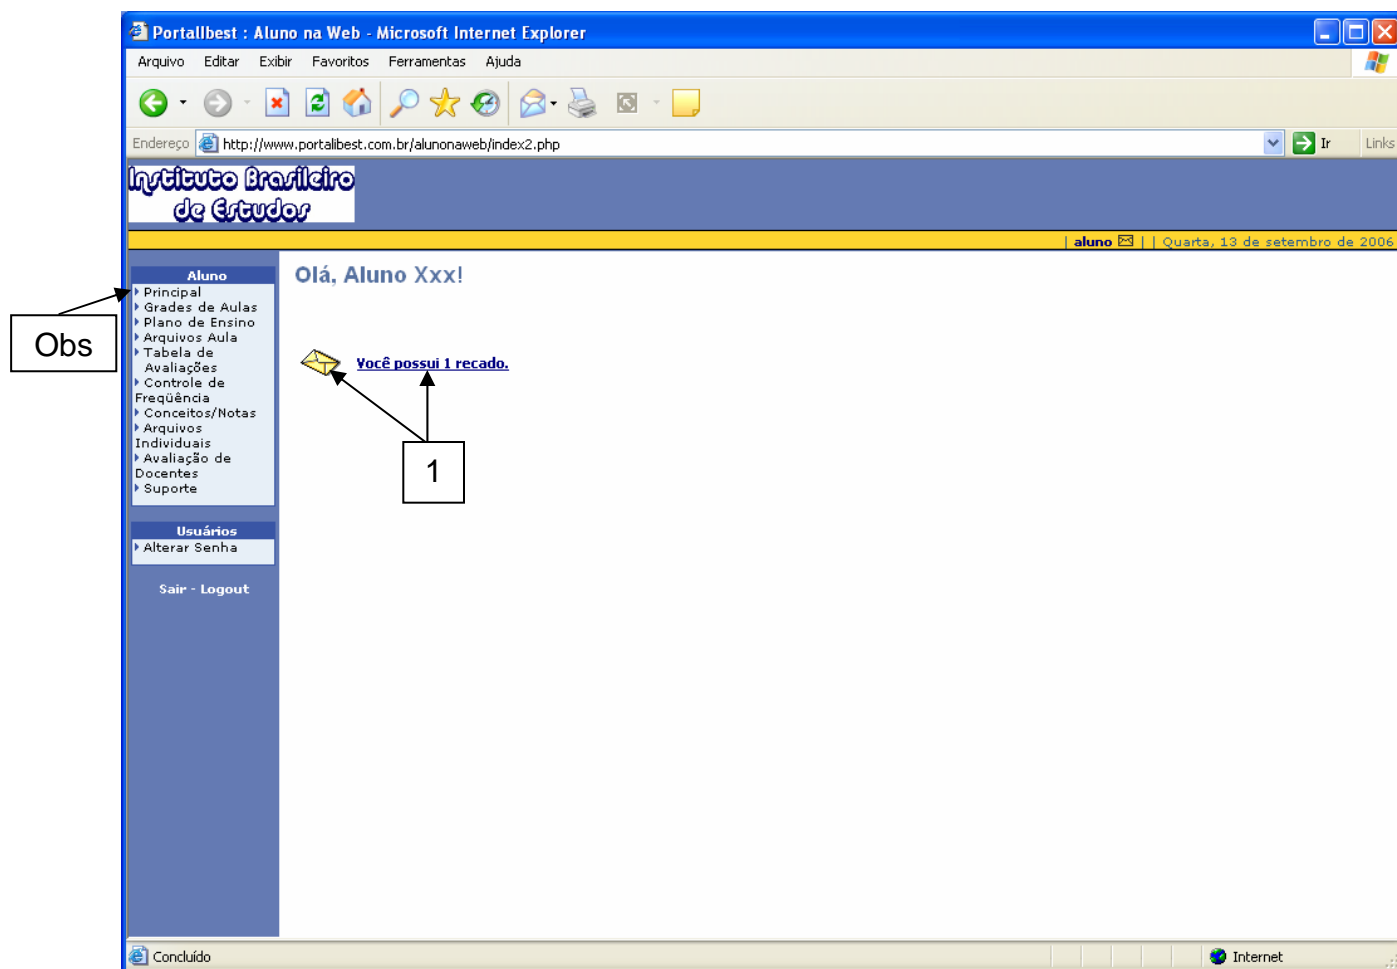 Portallbest : Aluno na Web - Microsoft Internet Explorer
Arquivo Editar Exibir Favoritos Ferramentas Ajuda
Endereço http://www.portalibest.com.br/alunonaweb/index2.php Ir Links
Instituto Brasileiro
de Estudos
| aluno | | Quarta, 13 de setembro de 2006
Aluno
Principal
Grades de Aulas
Plano de Ensino
Arquivos Aula
Tabela de
Avaliações
Controle de
Freqüência
Conceitos/Notas
Arquivos
Individuais
Avaliação de
Docentes
Suporte
Usuários
Alterar Senha
Sair - Logout
Obs
Olá, Aluno Xxx!
Você possui 1 recado.
1
Concluído Internet